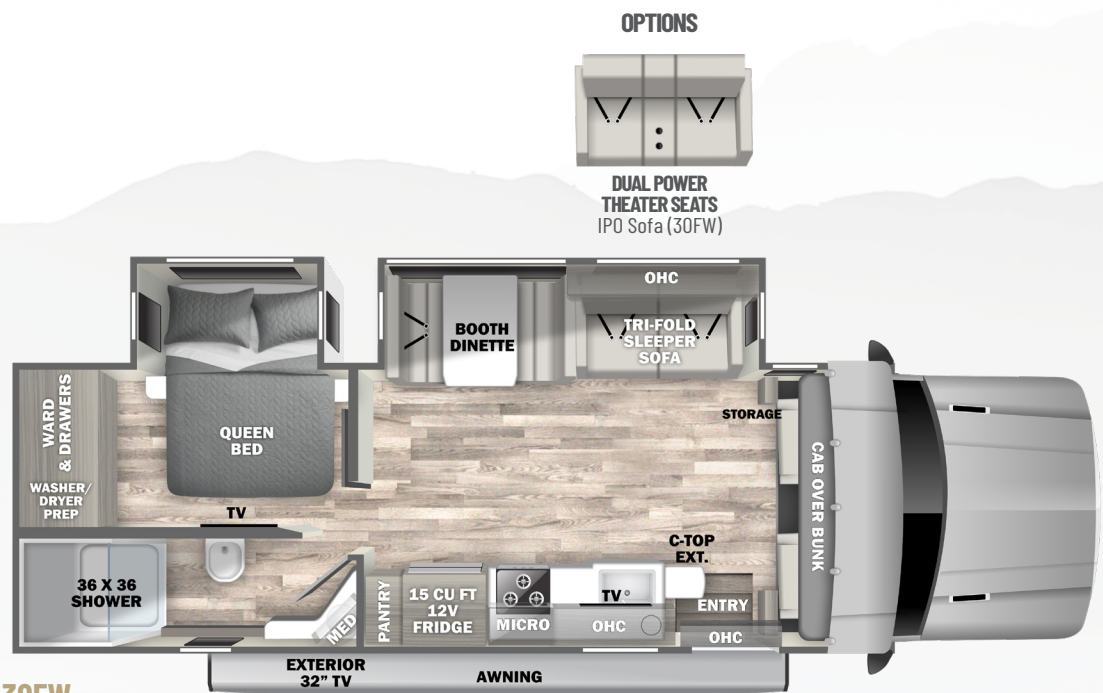 OPTIONS
DUAL POWER
THEATER SEATS
IPO Sofa (30FW)
OHC
BOOTH
DINETTE
TRI-FOLD
SLEEPER
SOFA
WARD
& DRAWERS
WASHER/
DRYER
PREP
QUEEN
BED
TV
STORAGE
CAB OVER BUNK
C-TOP
EXT.
36 X 36
SHOWER
MED
PANTRY
15 CU FT
12V
FRIDGE
MICRO
TV
OHC
ENTRY
OHC
EXTERIOR
32" TV
AWNING
30FW